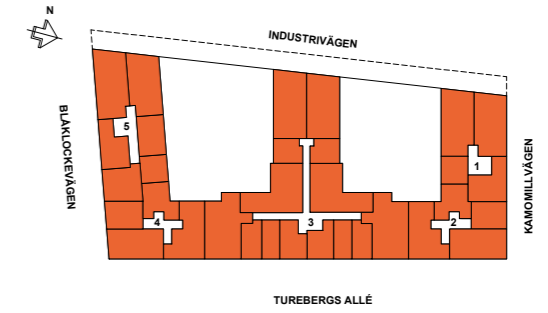 N
INDUSTRIVÄGEN
BLÅKLOCKEVÄGEN
5
1
KAMOMILLVÄGEN
4
3
2
TUREBERGS ALLÉ